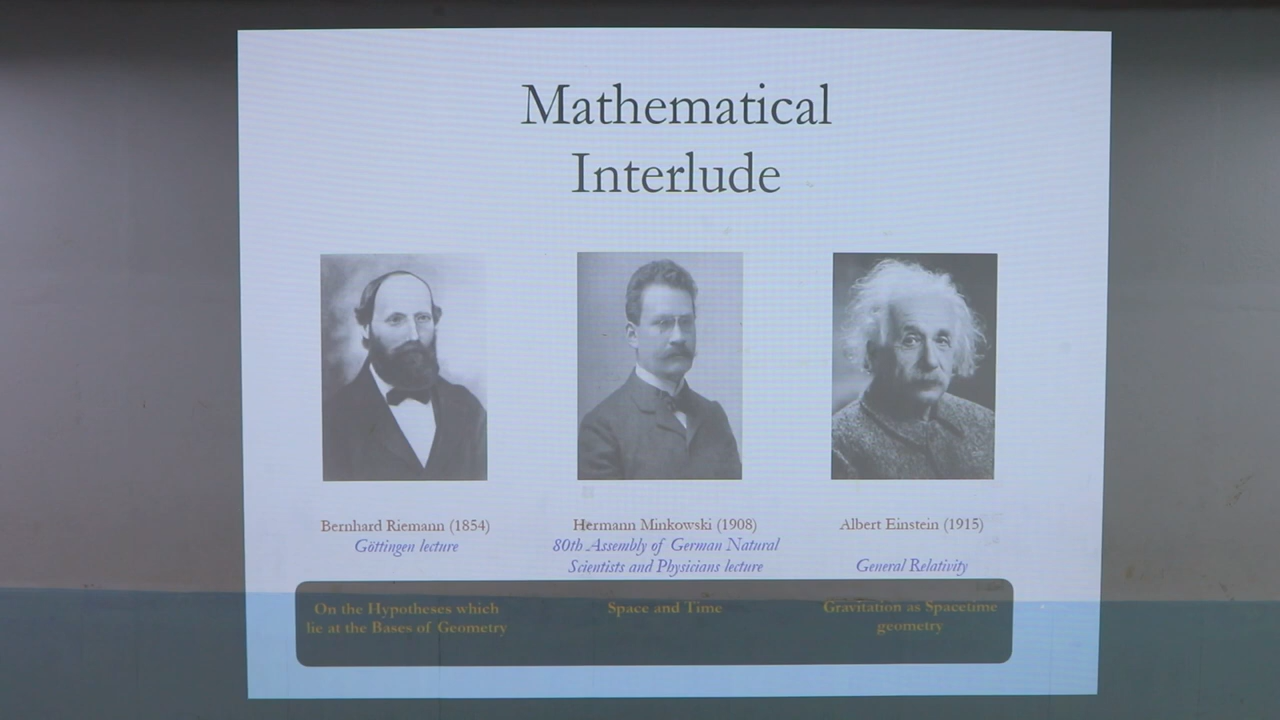 Mathematical
Interlude
Bernhard Riemann (1854)
Göttingen lecture
Hermann Minkowski (1908)
80th Assembly of German Natural
Scientists and Physicians lecture
Albert Einstein (1915)
General Relativity
On the Hypotheses which
lie at the Bases of Geometry
Space and Time
Gravitation as Spacetime
geometry